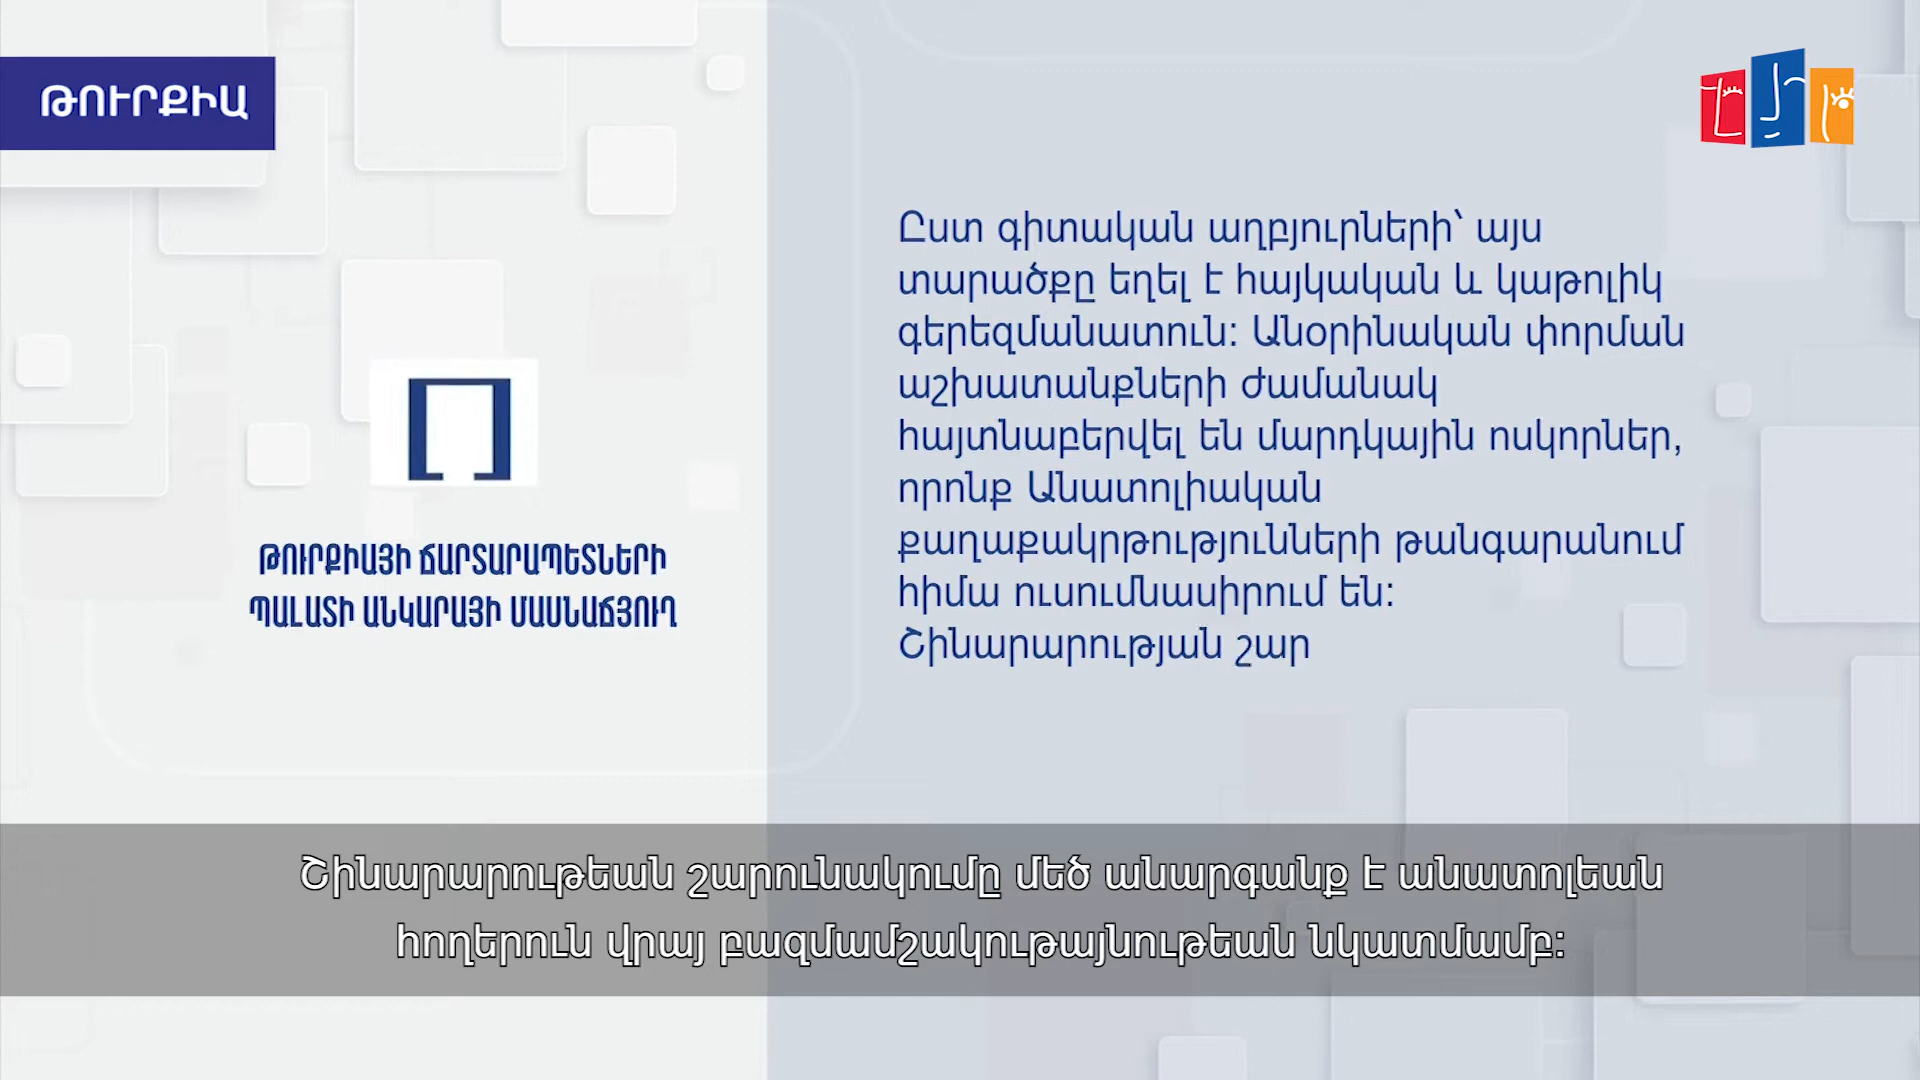 ԹՈՒՐՔԻԱ
Ըստ գիտական աղբյուրների՝ այս
տարածքը եղել է հայկական և կաթոլիկ
գերեզմանատուն։ Անօրինական փորման
աշխատանքների ժամանակ
հայտնաբերվել են մարդկային ոսկորներ,
որոնք Անատոլիական
քաղաքակրթությունների թանգարանում
հիմա ուսումնասիրում են։
Շինարարության շար
ԹՈՒՐՔԻԱՅԻ ՃԱՐՏԱՐԱՊԵՏՆԵՐԻ
ՊԱԼԱՏԻ ԱՆԿԱՐԱՅԻ ՄԱՍՆԱՃՅՈՒՂ
Շինարարութեան շարունակումը մեծ անարգանք է անատոլեան
հողերուն վրայ բազմամշակութայնութեան նկատմամբ։